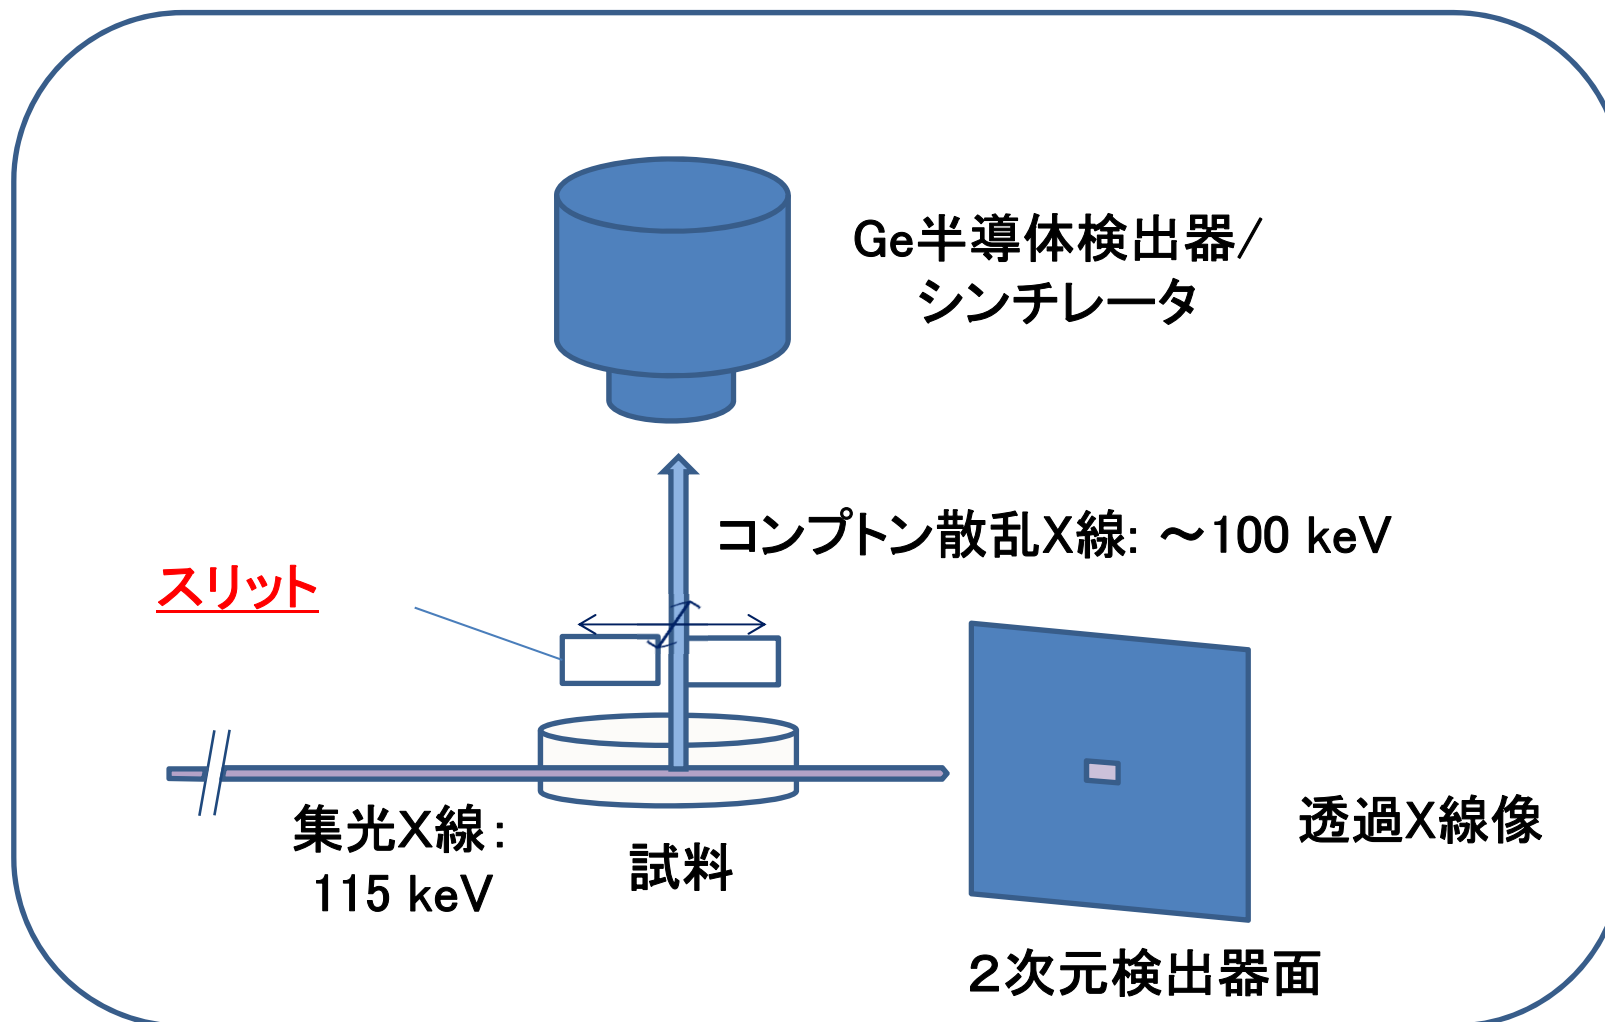 Ge半導体検出器/
シンチレータ
コンプトン散乱X線: ～100 keV
スリット
集光X線:
115 keV
試料
透過X線像
２次元検出器面